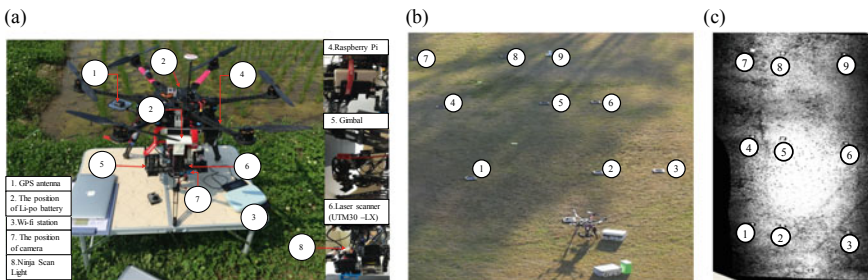 (a)
(b)
(c)
1
2
4
2
5
6
7
3
8
4.Raspberry Pi
5. Gimbal
6.Laser scanner
(UTM30 –LX)
1. GPS antenna
2. The position
of Li-po battery
3.Wi-fi station
7. The position
of camera
8.Ninja Scan
Light
7
8
9
4
5
6
1
2
3
7
8
9
4
5
6
1
2
3